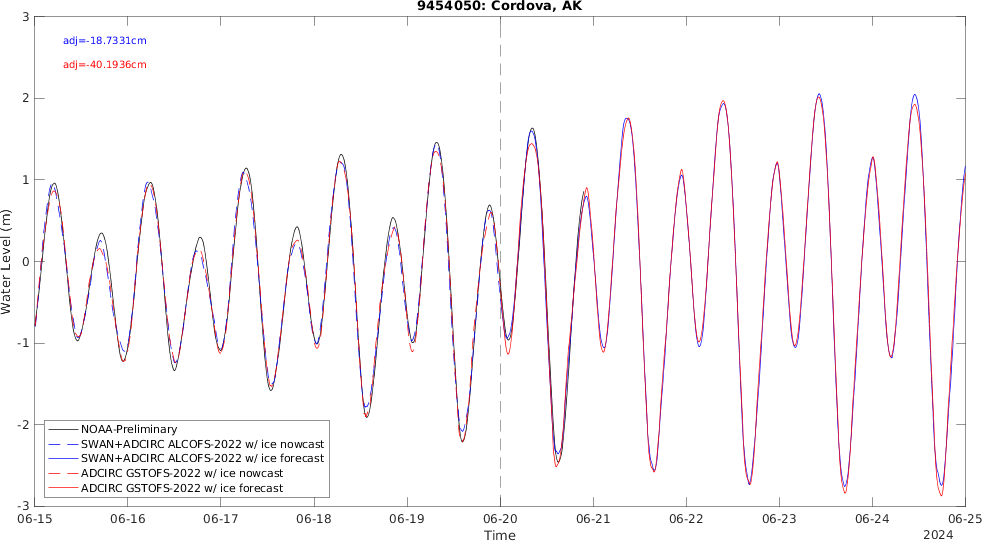 9454050: Cordova, AK
adj=-18.7331cm
adj=-40.1936cm
Water Level (m)
3
2
1
0
-1
-2
-3
NOAA-Preliminary
SWAN+ADCIRC ALCOFS-2022 w/ ice nowcast
SWAN+ADCIRC ALCOFS-2022 w/ ice forecast
ADCIRC GSTOFS-2022 w/ ice nowcast
ADCIRC GSTOFS-2022 w/ ice forecast
06-15 06-16 06-17 06-18 06-19 06-20 06-21 06-22 06-23 06-24 06-25
Time
2024